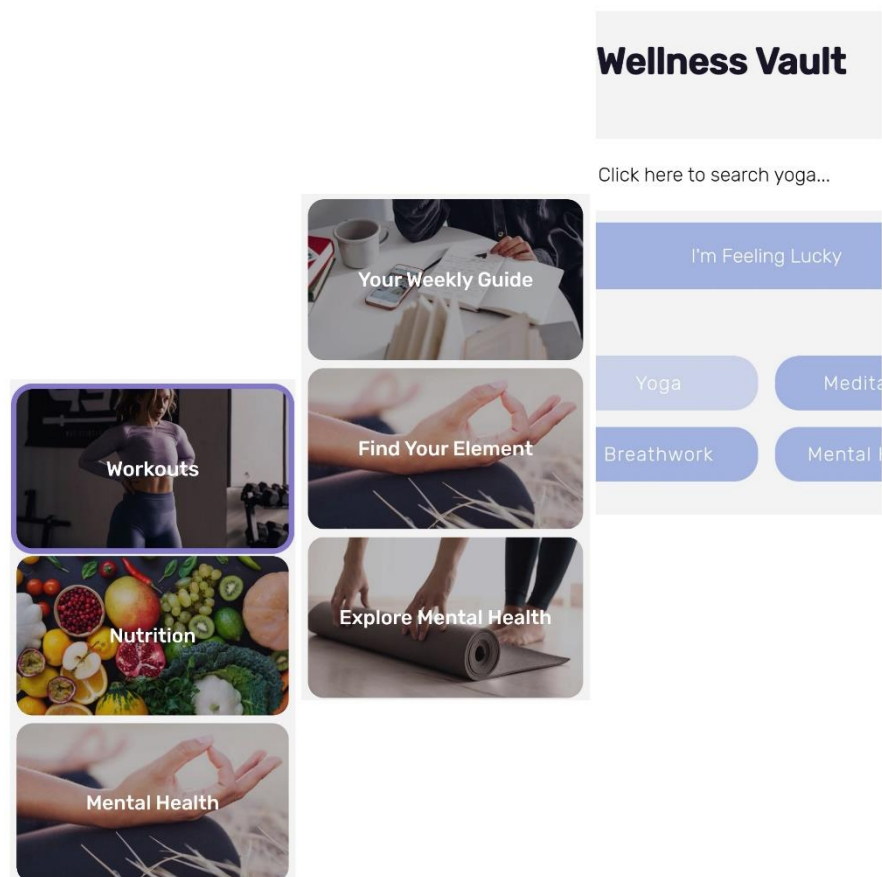 Wellness Vault
Click here to search yoga...
I'm Feeling Lucky
Yoga
Breathwork
Mental
Your Weekly Guide
Find Your Element
Explore Mental Health
Workouts
Nutrition
Mental Health